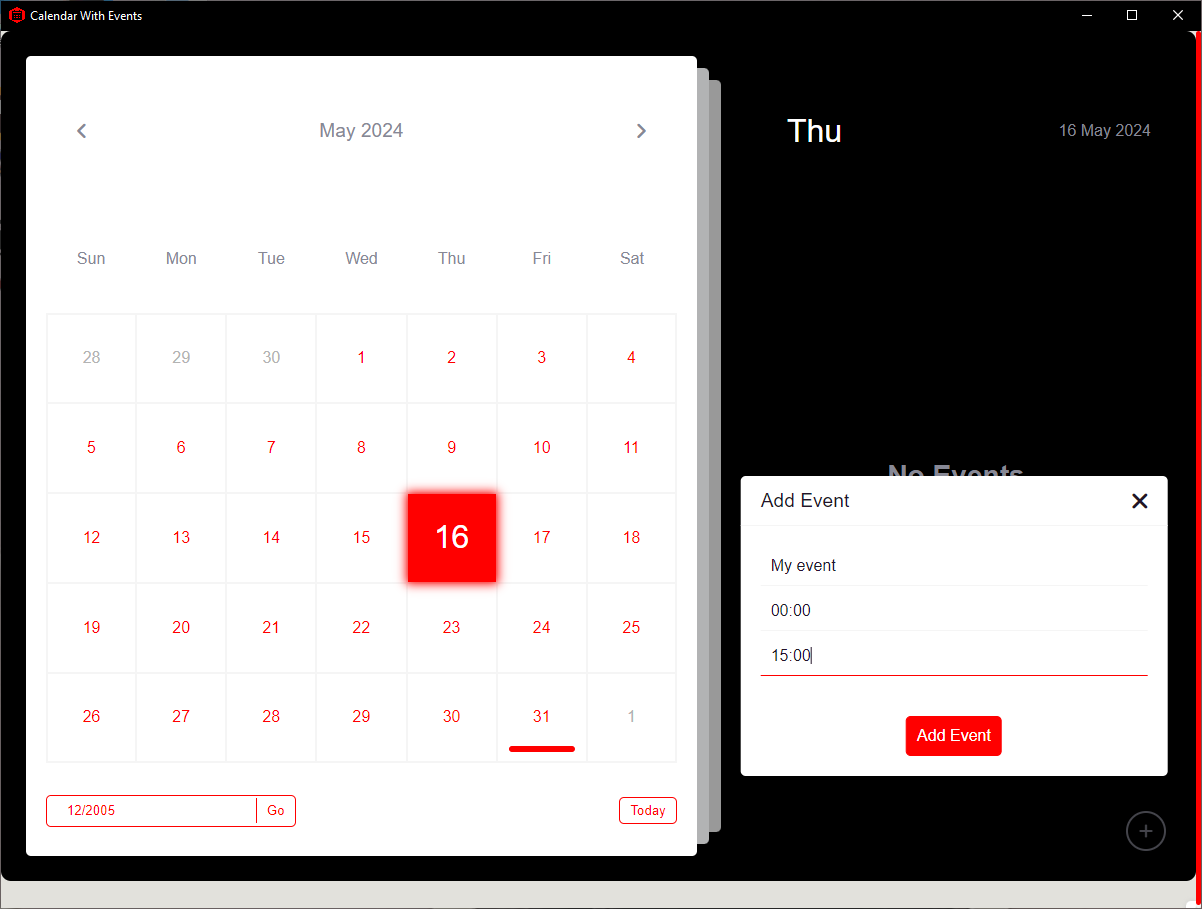 Calendar With Events
May 2024
Sun Mon Tue Wed Thu Fri Sat
28 29 30 1 2 3 4
5 6 7 8 9 10 11
12 13 14 15 16 17 18
19 20 21 22 23 24 25
26 27 28 29 30 31 1
12/2005 Go Today
Thu 16 May 2024
No Events
Add Event
My event
00:00
15:00
Add Event